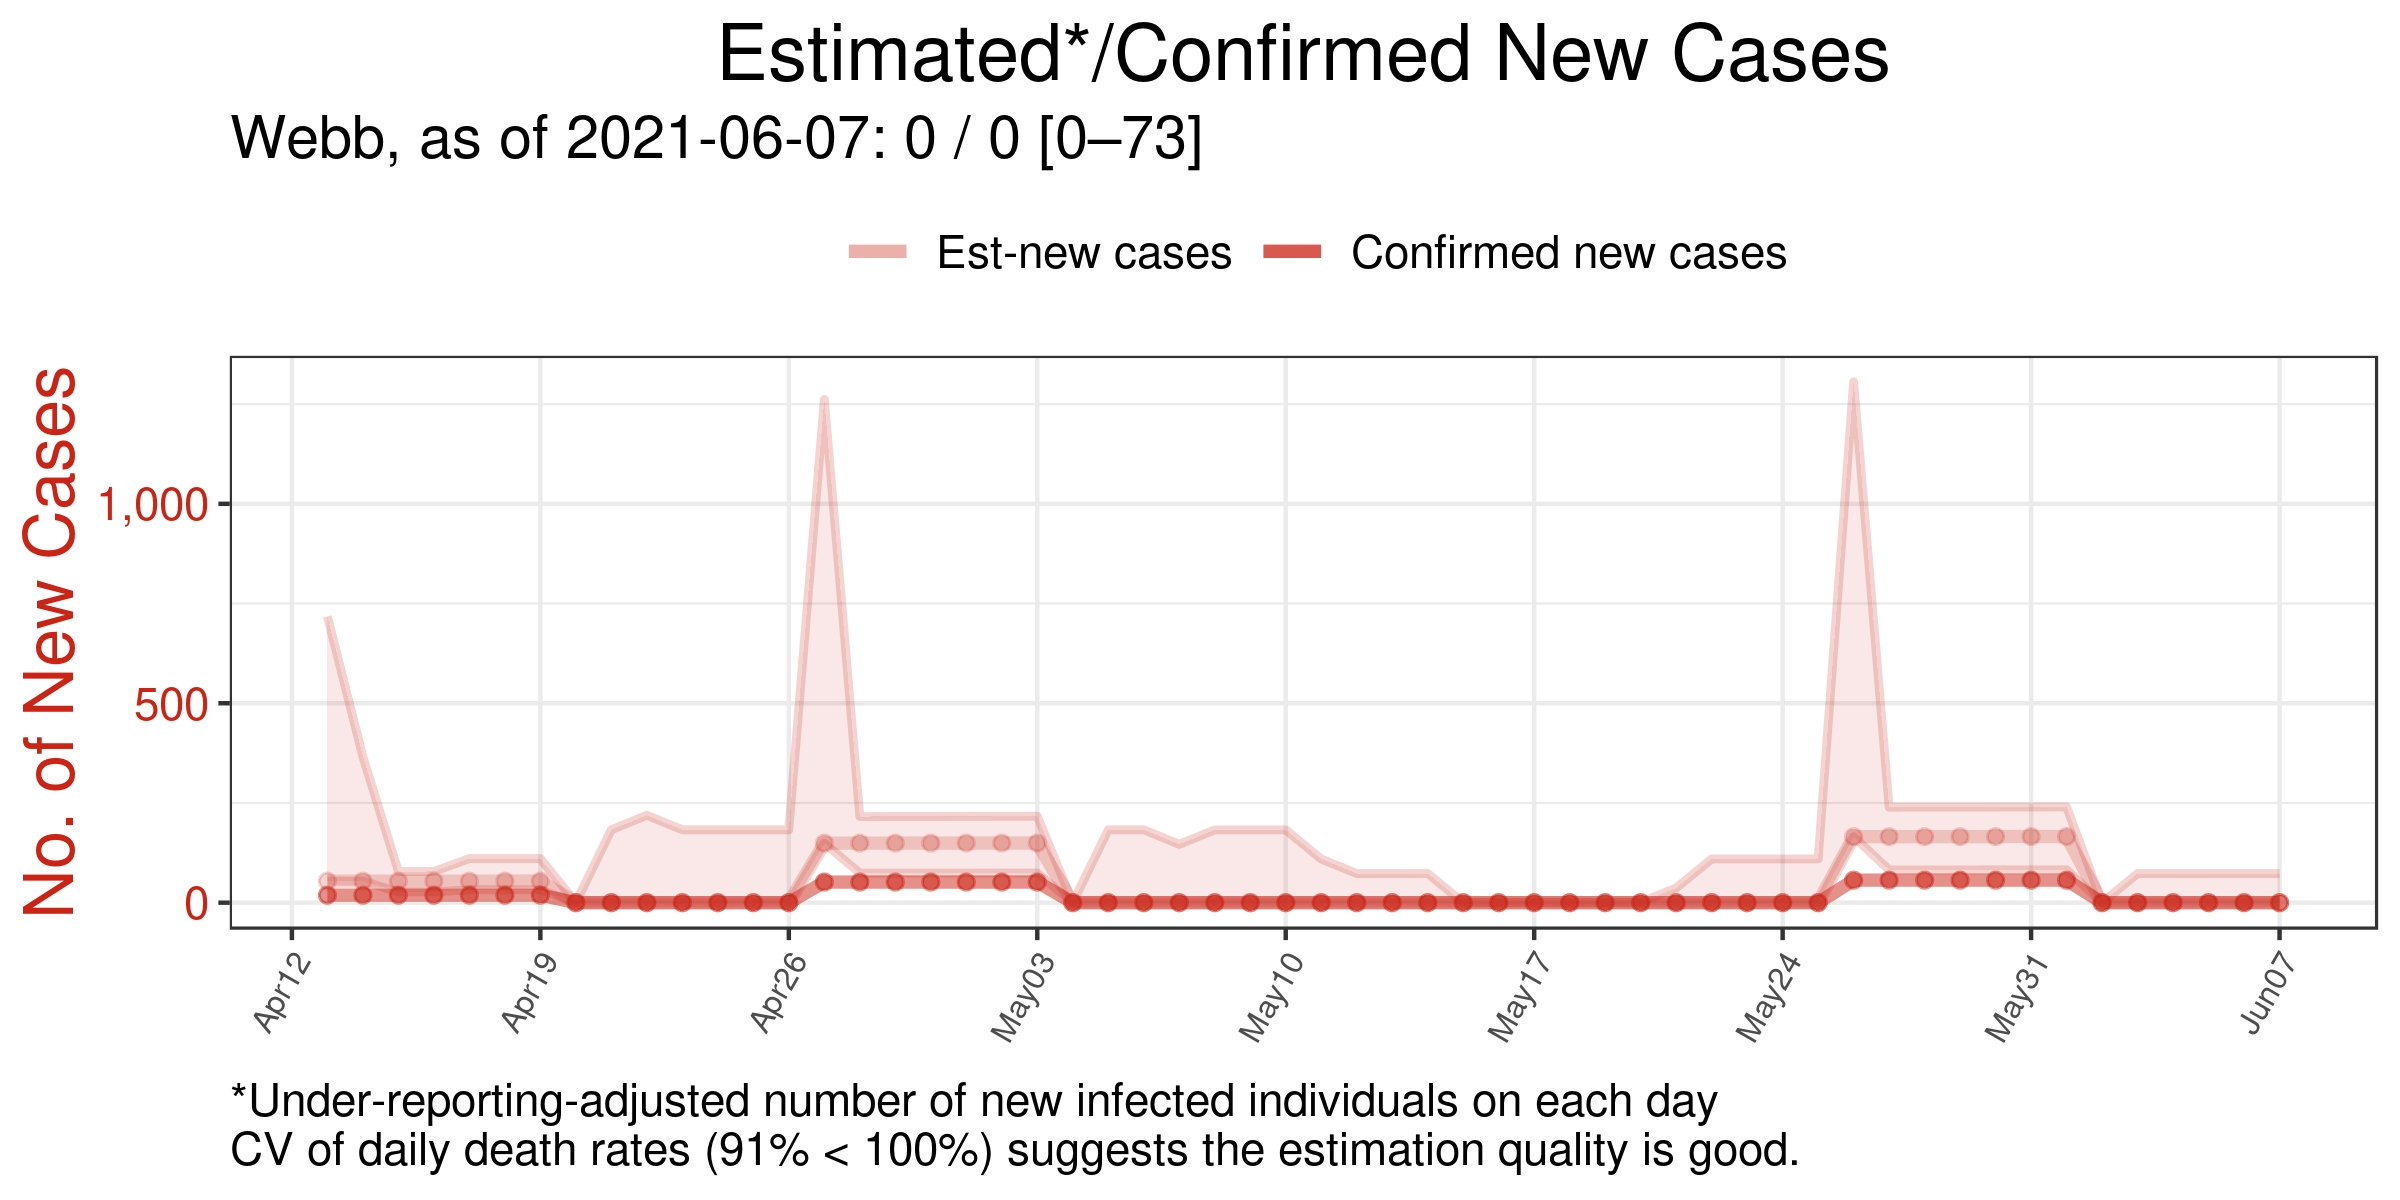 Estimated*/Confirmed New Cases
Webb, as of 2021-06-07: 0 / 0 [0–73]
Est-new cases
Confirmed new cases
No. of New Cases
1,000
500
0
Apr12
Apr19
Apr26
May03
May10
May17
May24
May31
Jun07
*Under-reporting-adjusted number of new infected individuals on each day
CV of daily death rates (91% < 100%) suggests the estimation quality is good.